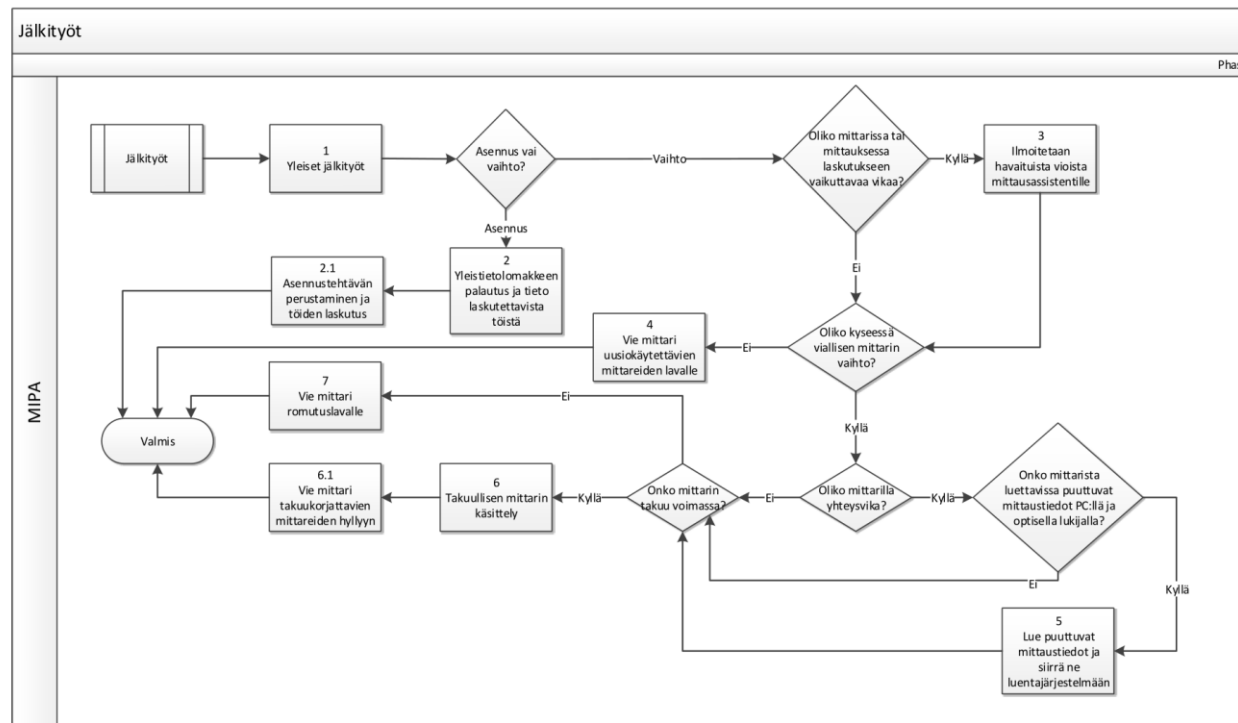 Jälkityöt
Phas
MIPA
Jälkityöt
1
Yleiset jälkityöt
Asennus vai
vaihto?
Vaihto
Oliko mittarissa tai
mittauksessa
laskutukseen
vaikuttavaa vikaa?
Kyllä
3
Ilmoitetaan
havaituista vioista
mittausassistentille
Asennus
Ei
2.1
Asennustehtävän
perustaminen ja
töiden laskutus
2
Yleistietolomakkeen
palautus ja tieto
laskutettavista
töistä
4
Vie mittari
uusiokäytettävien
mittareiden lavalle
Ei
Oliko kyseessä
viallisen mittarin
vaihto?
7
Vie mittari
romutuslavalle
Ei
Kyllä
Valmis
6.1
Vie mittari
takuukorjattavien
mittareiden hyllyyn
6
Takuullisen mittarin
käsittely
Kyllä
Onko mittarin
takuu voimassa?
Ei
Oliko mittarilla
yhteysvika?
Kyllä
Onko mittarista
luettavissa puuttuvat
mittaustiedot PC:llä ja
optisella lukijalla?
Ei
Kyllä
5
Lue puuttuvat
mittaustiedot ja
siirrä ne
luentajärjestelmään